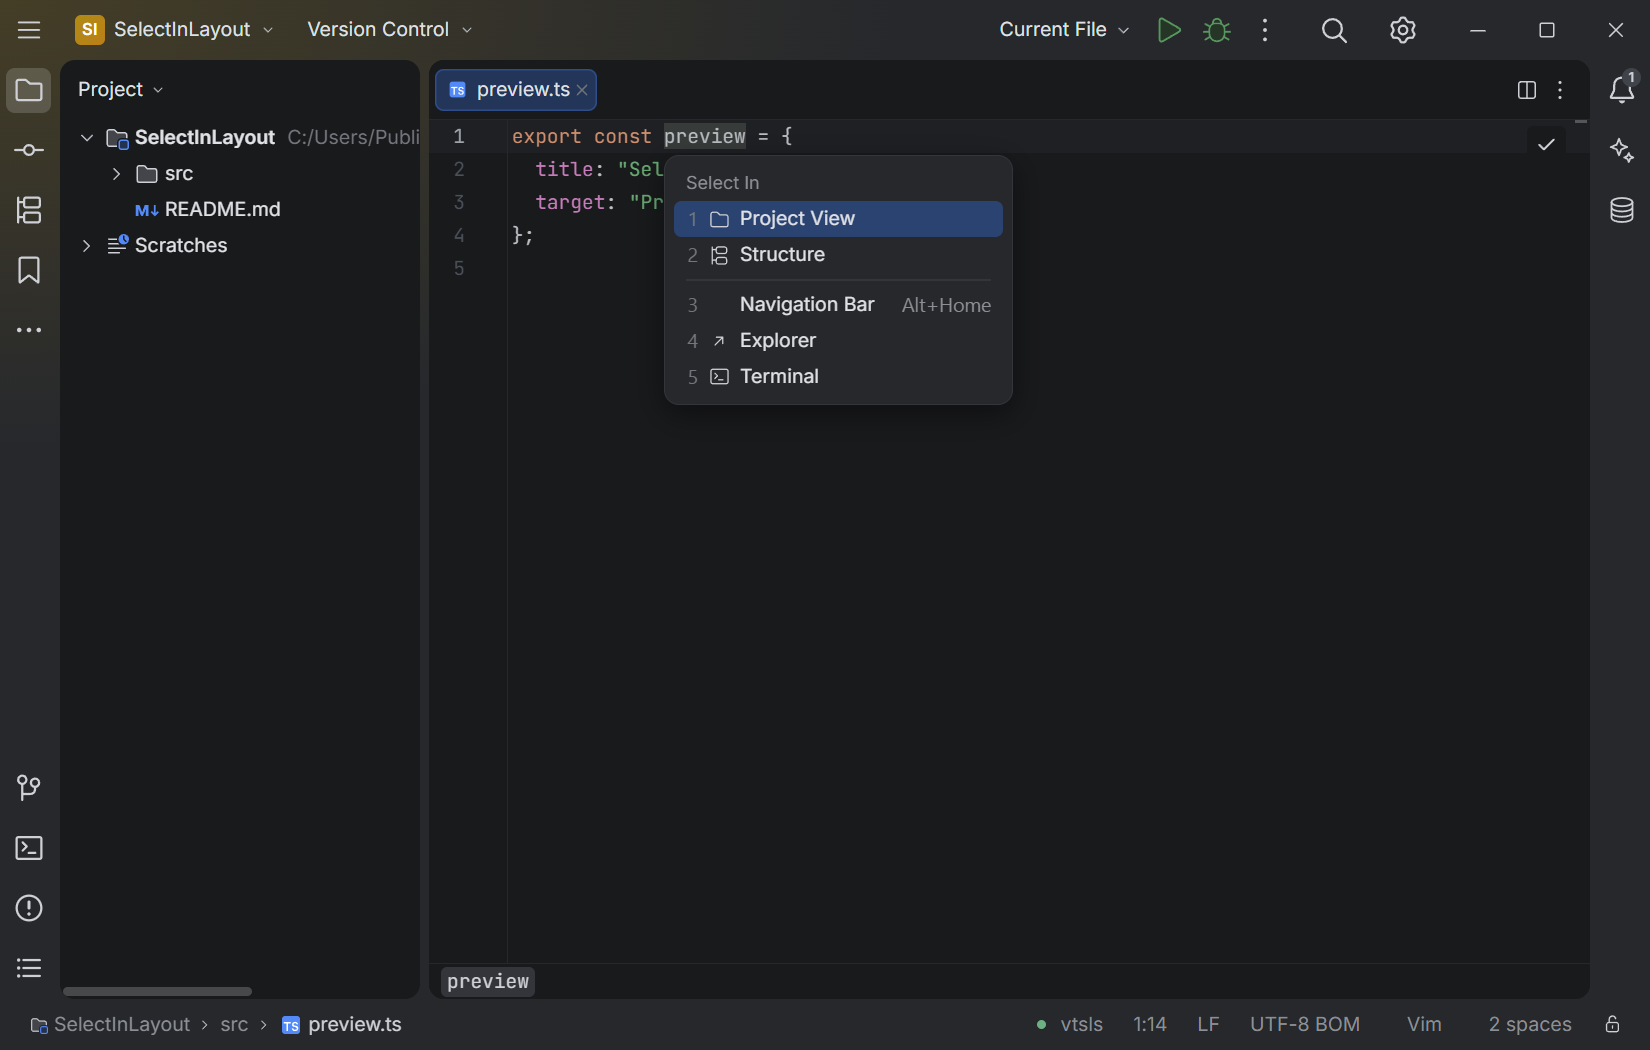 SI SelectInLayout Version Control Current File
Project
preview.ts
1
SelectInLayout C:/Users/Publi
src
README.md
Scratches
1 export const preview = {
2 title: "Sel
3 target: "Pr
4 };
5
Select In
1 Project View
2 Structure
3 Navigation Bar Alt+Home
4 Explorer
5 Terminal
preview
SelectInLayout › src › TS preview.ts vtsls 1:14 LF UTF-8 BOM Vim 2 spaces